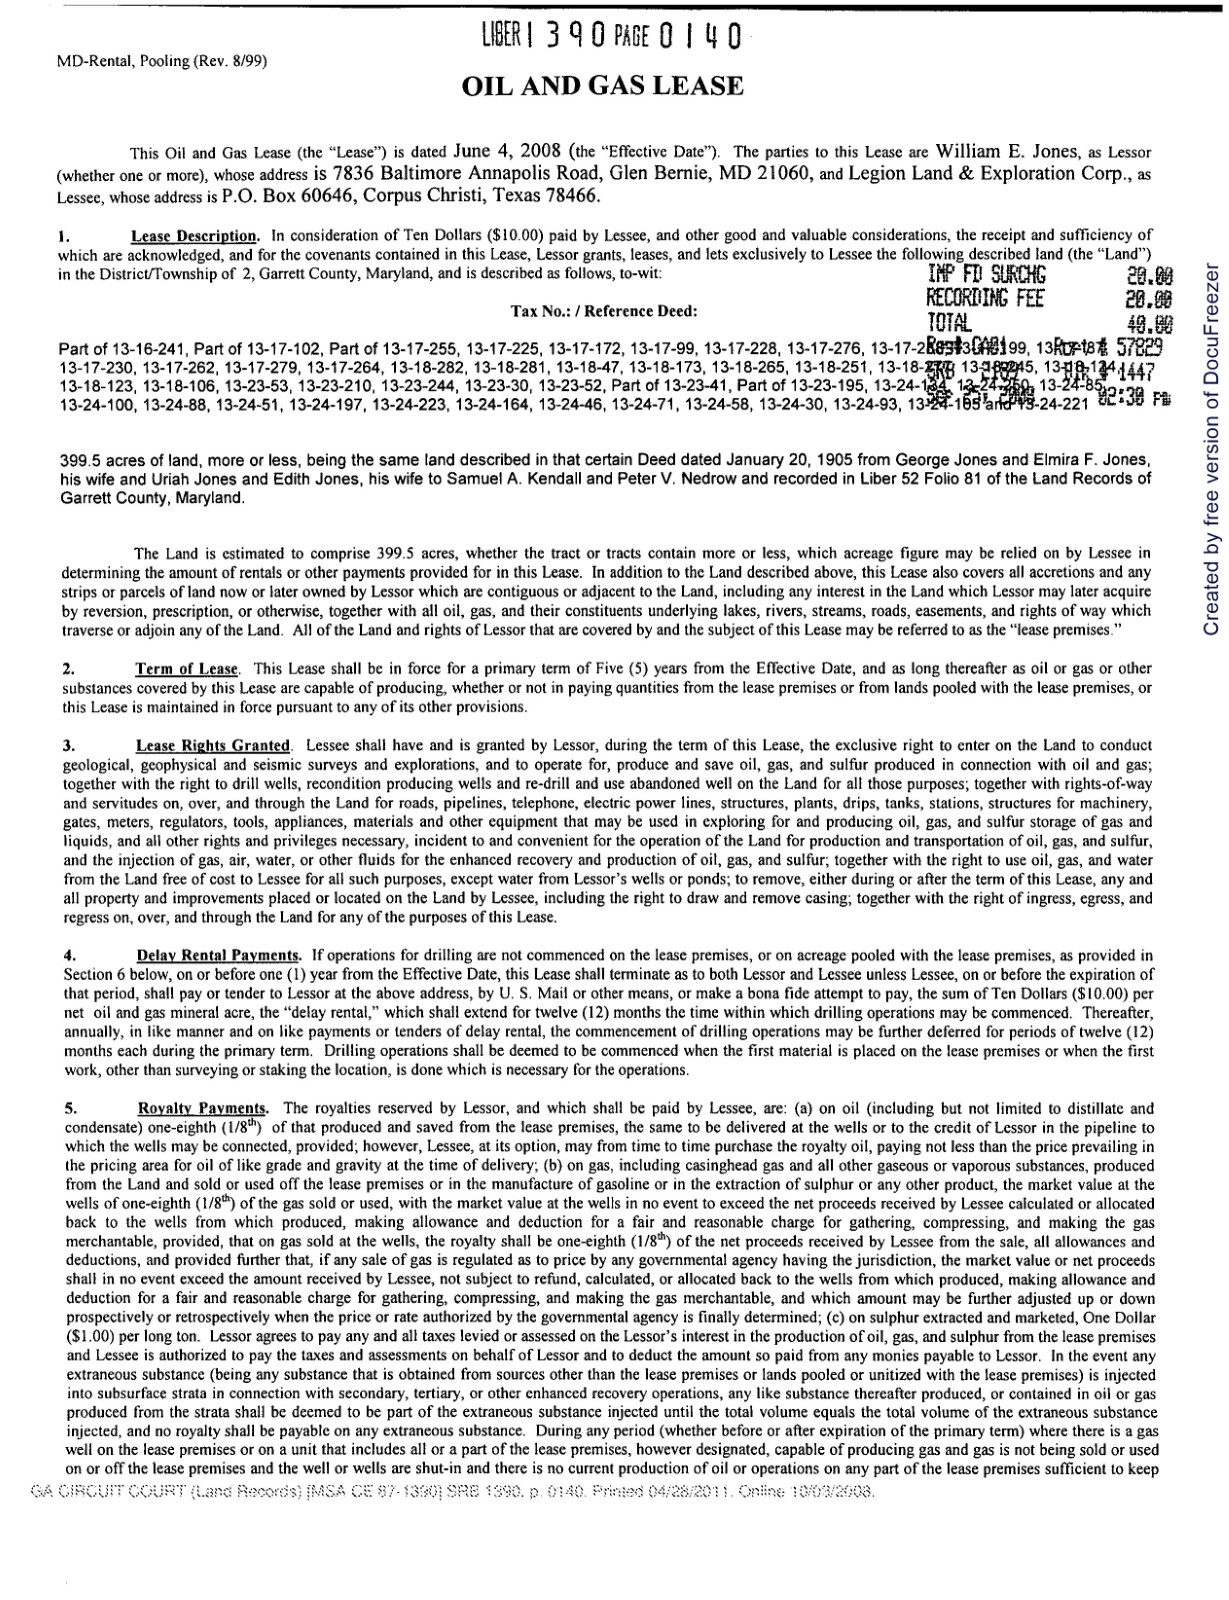 LIBER 1 3 9 0 PAGE 0 1 4 0
MD-Rental, Pooling (Rev. 8/99)
OIL AND GAS LEASE
This Oil and Gas Lease (the “Lease”) is dated June 4, 2008 (the “Effective Date”). The parties to this Lease are William E. Jones, as Lessor
(whether one or more), whose address is 7836 Baltimore Annapolis Road, Glen Bernie, MD 21060, and Legion Land & Exploration Corp., as
Lessee, whose address is P.O. Box 60646, Corpus Christi, Texas 78466.
1. Lease Description. In consideration of Ten Dollars ($10.00) paid by Lessee, and other good and valuable considerations, the receipt and sufficiency of
which are acknowledged, and for the covenants contained in this Lease, Lessor grants, leases, and lets exclusively to Lessee the following described land (the “Land”)
in the District/Township of 2, Garrett County, Maryland, and is described as follows, to-wit:
IMP FD SURCHG 20.00
RECORDING FEE 20.00
TOTAL 40.00
Tax No.: / Reference Deed:
Part of 13-16-241, Part of 13-17-102, Part of 13-17-255, 13-17-225, 13-17-172, 13-17-99, 13-17-228, 13-17-276, 57829
13-17-230, 13-17-262, 13-17-279, 13-17-264, 13-18-282, 13-18-281, 13-18-47, 13-18-173, 13-18-265, 13-18-251, 1447
13-18-123, 13-18-106, 13-23-53, 13-23-210, 13-23-244, 13-23-30, 13-23-52, Part of 13-23-41, Part of 13-23-195, 13-24-85,
13-24-100, 13-24-88, 13-24-51, 13-24-197, 13-24-223, 13-24-164, 13-24-46, 13-24-71, 13-24-58, 13-24-30, 13-24-93, 13-24-165 and 13-24-221 02:30 PM
399.5 acres of land, more or less, being the same land described in that certain Deed dated January 20, 1905 from George Jones and Elmira F. Jones,
his wife and Uriah Jones and Edith Jones, his wife to Samuel A. Kendall and Peter V. Nedrow and recorded in Liber 52 Folio 81 of the Land Records of
Garrett County, Maryland.
The Land is estimated to comprise 399.5 acres, whether the tract or tracts contain more or less, which acreage figure may be relied on by Lessee in
determining the amount of rentals or other payments provided for in this Lease. In addition to the Land described above, this Lease also covers all accretions and any
strips or parcels of land now or later owned by Lessor which are contiguous or adjacent to the Land, including any interest in the Land which Lessor may later acquire
by reversion, prescription, or otherwise, together with all oil, gas, and their constituents underlying lakes, rivers, streams, roads, easements, and rights of way which
traverse or adjoin any of the Land. All of the Land and rights of Lessor that are covered by and the subject of this Lease may be referred to as the “lease premises.”
2. Term of Lease. This Lease shall be in force for a primary term of Five (5) years from the Effective Date, and as long thereafter as oil or gas or other
substances covered by this Lease are capable of producing, whether or not in paying quantities from the lease premises or from lands pooled with the lease premises, or
this Lease is maintained in force pursuant to any of its other provisions.
3. Lease Rights Granted. Lessee shall have and is granted by Lessor, during the term of this Lease, the exclusive right to enter on the Land to conduct
geological, geophysical and seismic surveys and explorations, and to operate for, produce and save oil, gas, and sulfur produced in connection with oil and gas;
together with the right to drill wells, recondition producing wells and re-drill and use abandoned well on the Land for all those purposes; together with rights-of-way
and servitudes on, over, and through the Land for roads, pipelines, telephone, electric power lines, structures, plants, drips, tanks, stations, structures for machinery,
gates, meters, regulators, tools, appliances, materials and other equipment that may be used in exploring for and producing oil, gas, and sulfur storage of gas and
liquids, and all other rights and privileges necessary, incident to and convenient for the operation of the Land for production and transportation of oil, gas, and sulfur,
and the injection of gas, air, water, or other fluids for the enhanced recovery and production of oil, gas, and sulfur; together with the right to use oil, gas, and water
from the Land free of cost to Lessee for all such purposes, except water from Lessor’s wells or ponds; to remove, either during or after the term of this Lease, any and
all property and improvements placed or located on the Land by Lessee, including the right to draw and remove casing; together with the right of ingress, egress, and
regress on, over, and through the Land for any of the purposes of this Lease.
4. Delay Rental Payments. If operations for drilling are not commenced on the lease premises, or on acreage pooled with the lease premises, as provided in
Section 6 below, on or before one (1) year from the Effective Date, this Lease shall terminate as to both Lessor and Lessee unless Lessee, on or before the expiration of
that period, shall pay or tender to Lessor at the above address, by U. S. Mail or other means, or make a bona fide attempt to pay, the sum of Ten Dollars ($10.00) per
net oil and gas mineral acre, the “delay rental,” which shall extend for twelve (12) months the time within which drilling operations may be commenced. Thereafter,
annually, in like manner and on like payments or tenders of delay rental, the commencement of drilling operations may be further deferred for periods of twelve (12)
months each during the primary term. Drilling operations shall be deemed to be commenced when the first material is placed on the lease premises or when the first
work, other than surveying or staking the location, is done which is necessary for the operations.
5. Royalty Payments. The royalties reserved by Lessor, and which shall be paid by Lessee, are: (a) on oil (including but not limited to distillate and
condensate) one-eighth (1/8th) of that produced and saved from the lease premises, the same to be delivered at the wells or to the credit of Lessor in the pipeline to
which the wells may be connected, provided; however, Lessee, at its option, may from time to time purchase the royalty oil, paying not less than the price prevailing in
the pricing area for oil of like grade and gravity at the time of delivery; (b) on gas, including casinghead gas and all other gaseous or vaporous substances, produced
from the Land and sold or used off the lease premises or in the manufacture of gasoline or in the extraction of sulphur or any other product, the market value at the
wells of one-eighth (1/8th) of the gas sold or used, with the market value at the wells in no event to exceed the net proceeds received by Lessee calculated or allocated
back to the wells from which produced, making allowance and deduction for a fair and reasonable charge for gathering, compressing, and making the gas
merchantable, provided, that on gas sold at the wells, the royalty shall be one-eighth (1/8th) of the net proceeds received by Lessee from the sale, all allowances and
deductions, and provided further that, if any sale of gas is regulated as to price by any governmental agency having the jurisdiction, the market value or net proceeds
shall in no event exceed the amount received by Lessee, not subject to refund, calculated, or allocated back to the wells from which produced, making allowance and
deduction for a fair and reasonable charge for gathering, compressing, and making the gas merchantable, and which amount may be further adjusted up or down
prospectively or retrospectively when the price or rate authorized by the governmental agency is finally determined; (c) on sulphur extracted and marketed, One Dollar
($1.00) per long ton. Lessor agrees to pay any and all taxes levied or assessed on the Lessor’s interest in the production of oil, gas, and sulphur from the lease premises
and Lessee is authorized to pay the taxes and assessments on behalf of Lessor and to deduct the amount so paid from any monies payable to Lessor. In the event any
extraneous substance (being any substance that is obtained from sources other than the lease premises or lands pooled or unitized with the lease premises) is injected
into subsurface strata in connection with secondary, tertiary, or other enhanced recovery operations, any like substance thereafter produced, or contained in oil or gas
produced from the strata shall be deemed to be part of the extraneous substance injected until the total volume equals the total volume of the extraneous substance
injected, and no royalty shall be payable on any extraneous substance. During any period (whether before or after expiration of the primary term) where there is a gas
well on the lease premises or on a unit that includes all or a part of the lease premises, however designated, capable of producing gas and gas is not being sold or used
on or off the lease premises and the well or wells are shut-in and there is no current production of oil or operations on any part of the lease premises sufficient to keep
GA CIRCUIT COURT (Land Records) [MSA CE 87-1390] SRB 1390, p. 0140. Printed 04/28/2011. Online 10/03/2008.
Created by free version of DocuFreezer